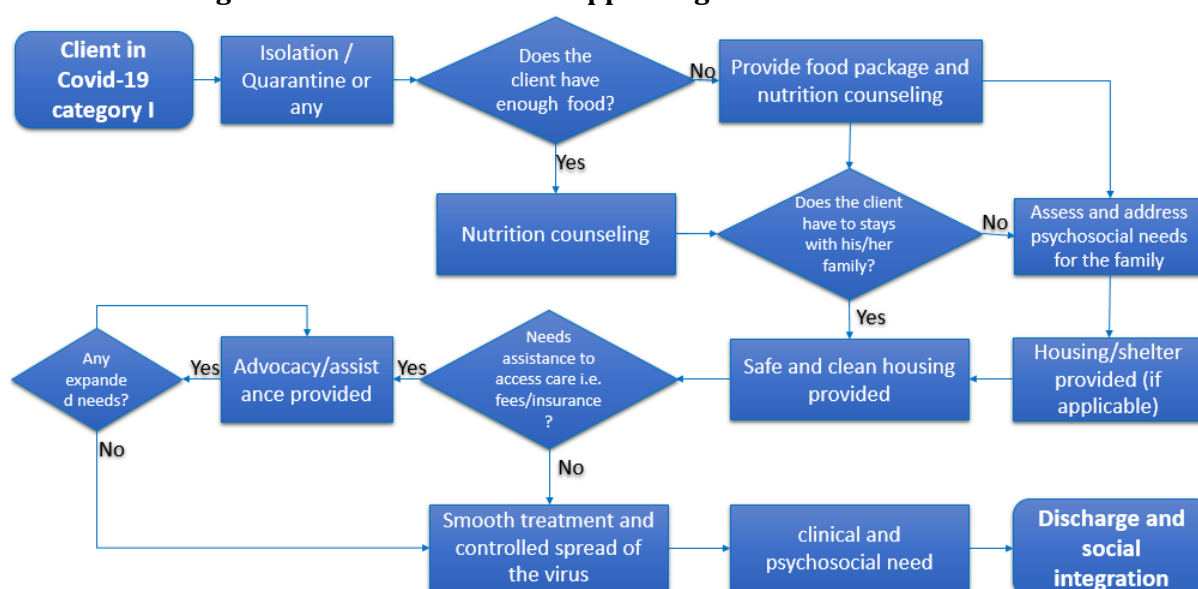 Client in
Covid-19
category I
Isolation /
Quarantine or
any
Does the
client have
enough food?
No
Provide food package and
nutrition counseling
Yes
Nutrition counseling
Does the client
have to stays
with his/her
family?
No
Assess and address
psychosocial needs
for the family
Yes
Any
expande
d needs?
Yes
Advocacy/assist
ance provided
Yes
Needs
assistance to
access care i.e.
fees/insurance
?
Safe and clean housing
provided
Housing/shelter
provided (if
applicable)
No
No
Smooth treatment and
controlled spread of
the virus
clinical and
psychosocial need
Discharge and
social
integration